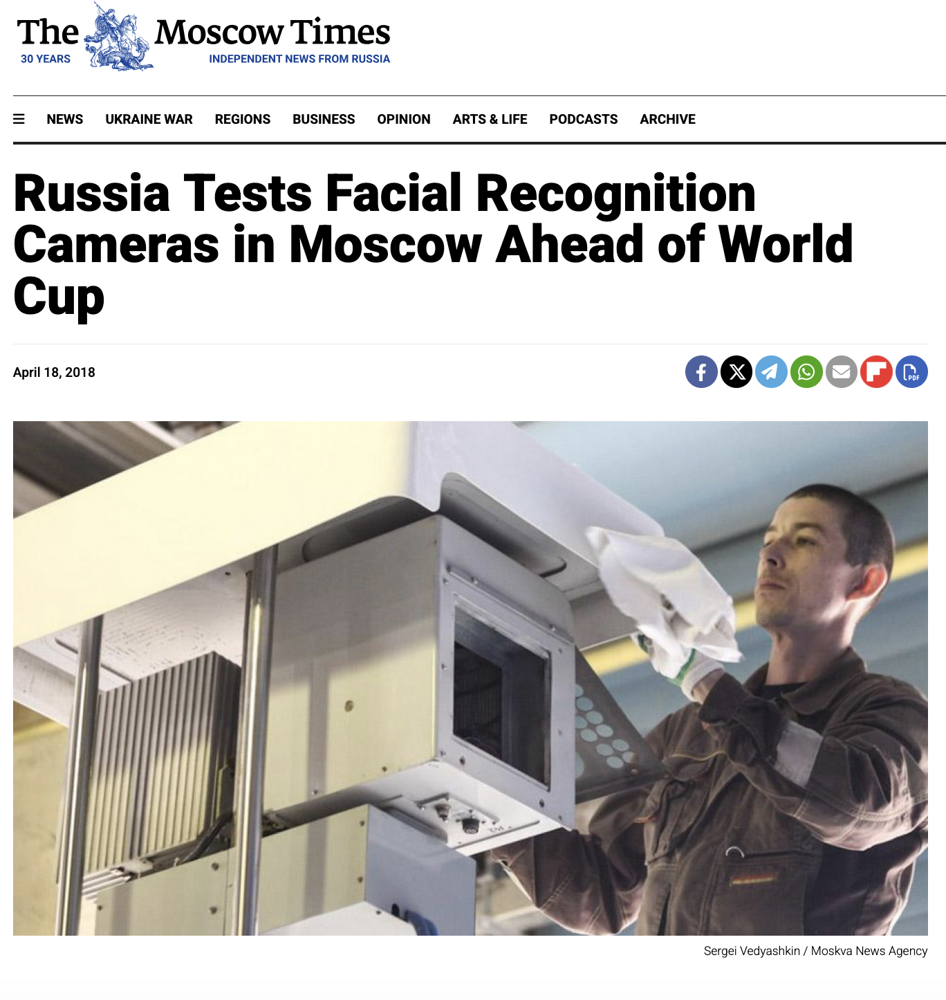 The Moscow Times
30 YEARS INDEPENDENT NEWS FROM RUSSIA
NEWS UKRAINE WAR REGIONS BUSINESS OPINION ARTS & LIFE PODCASTS ARCHIVE
Russia Tests Facial Recognition
Cameras in Moscow Ahead of World
Cup
April 18, 2018
PDF
Sergei Vedyashkin / Moskva News Agency